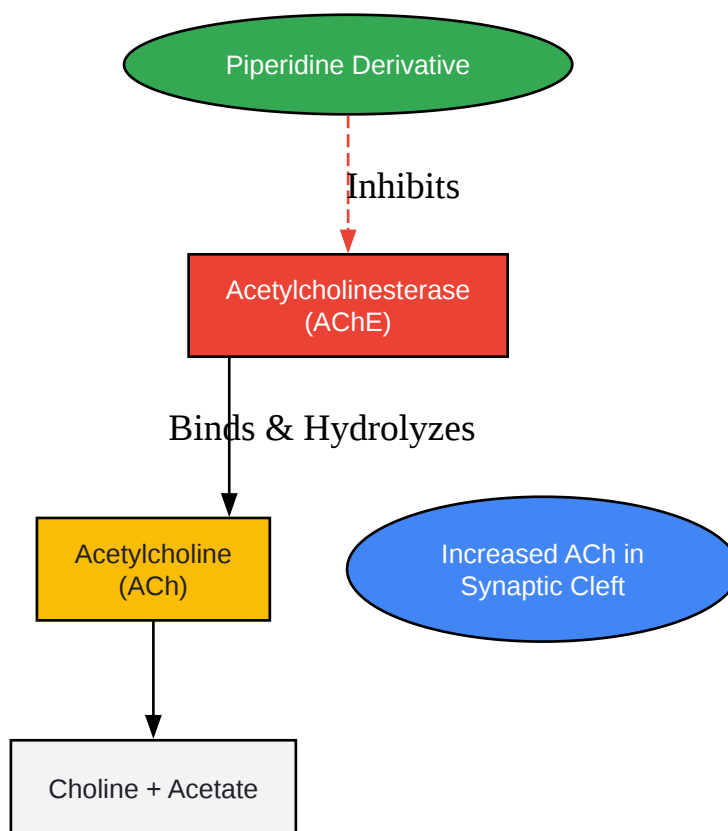 Piperidine Derivative
Inhibits
Acetylcholinesterase
(AChE)
Binds & Hydrolyzes
Acetylcholine
(ACh)
Increased ACh in
Synaptic Cleft
Choline + Acetate